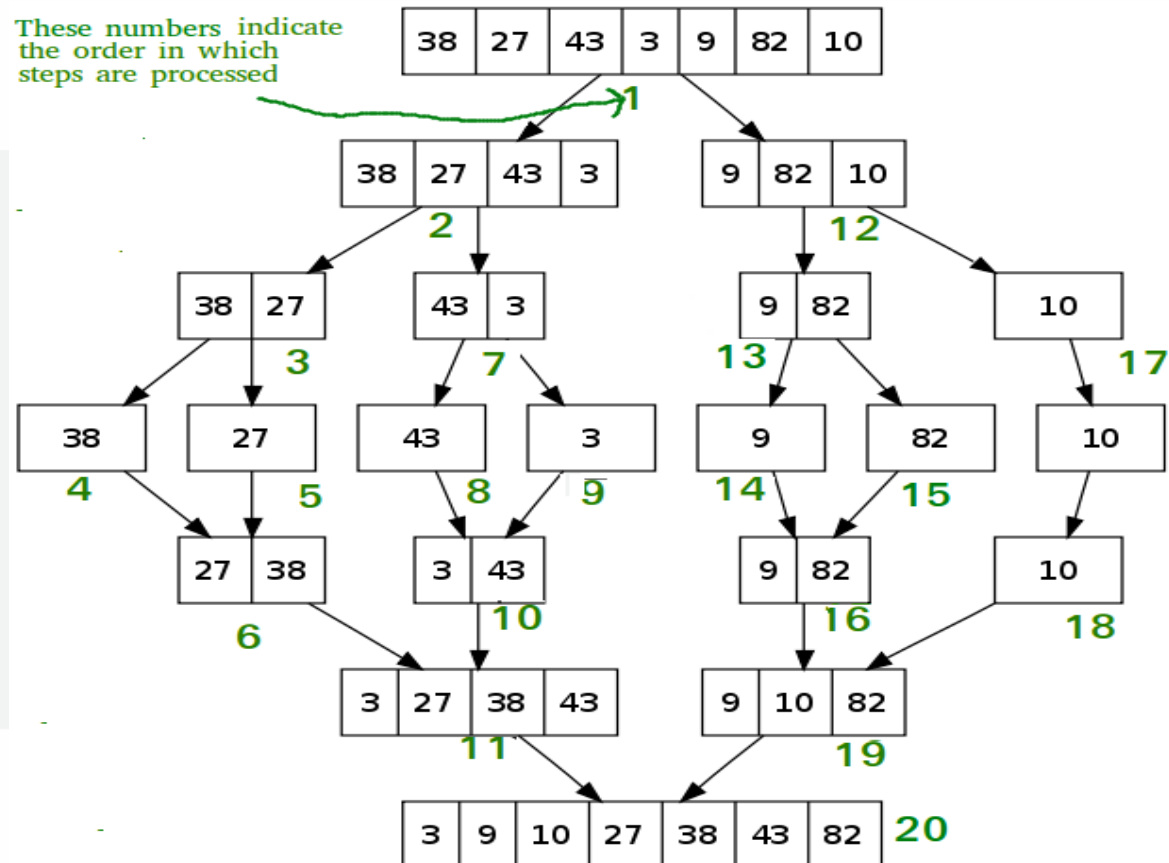 These numbers indicate
the order in which
steps are processed
38 27 43 3 9 82 10
1
38 27 43 3 9 82 10
2 12
38 27 43 3 9 82 10
3 7 13 17
38 27 43 3 9 82 10
4 5 8 9 14 15
27 38 3 43 9 82 10
6 10 16 18
3 27 38 43 9 10 82
11 19
3 9 10 27 38 43 82 20